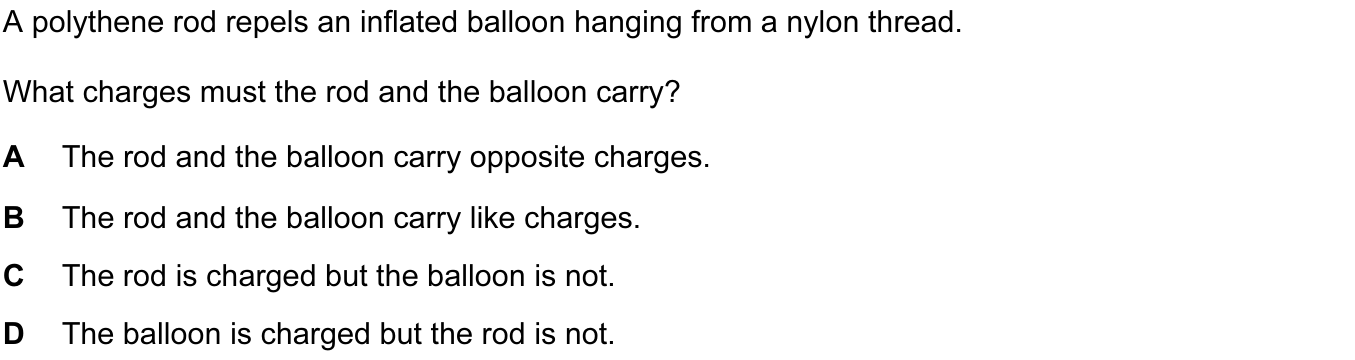 A polythene rod repels an inflated balloon hanging from a nylon thread.
What charges must the rod and the balloon carry?
A The rod and the balloon carry opposite charges.
B The rod and the balloon carry like charges.
C The rod is charged but the balloon is not.
D The balloon is charged but the rod is not.